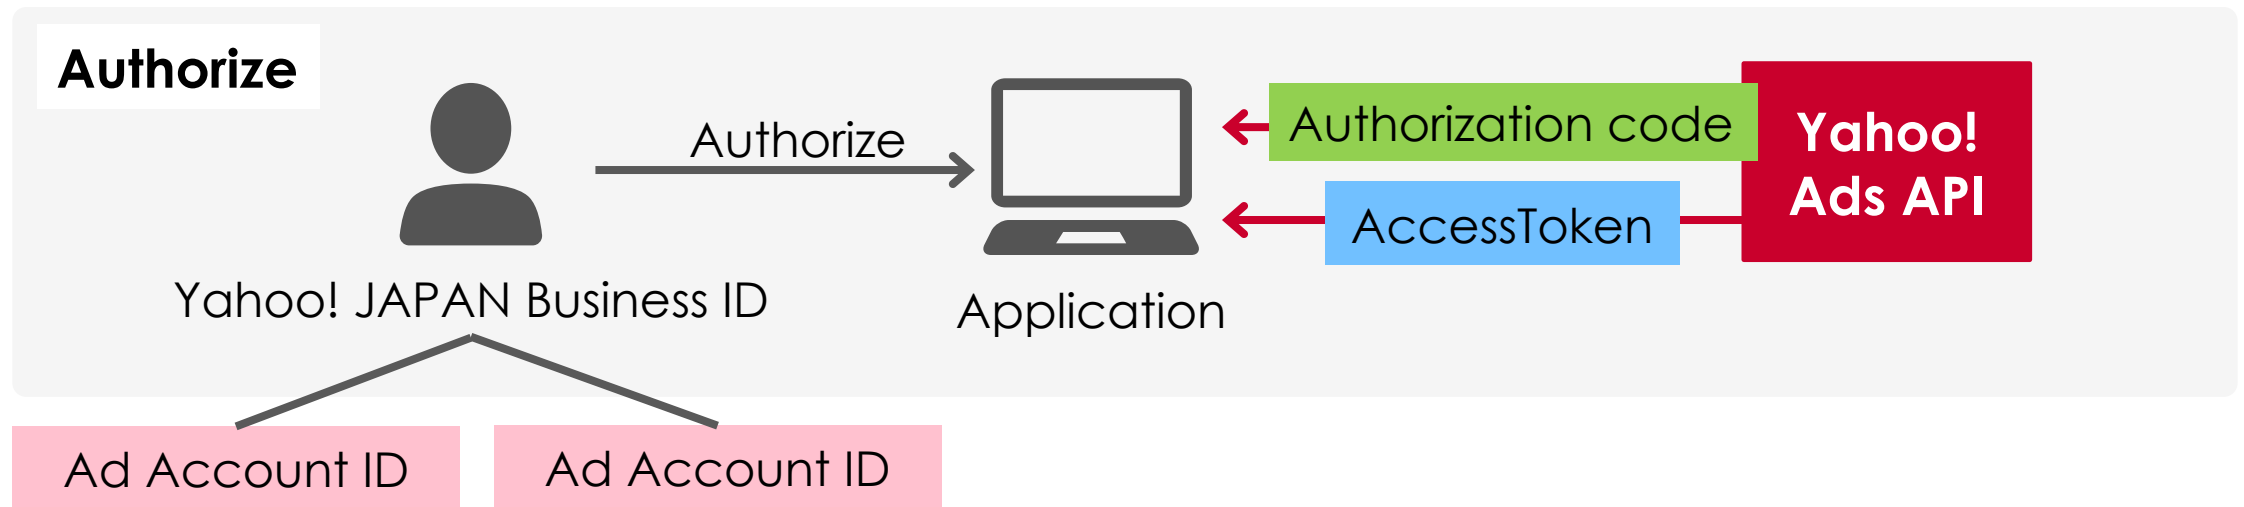 Authorize
Authorize
Authorization code
Yahoo!
Ads API
AccessToken
Yahoo! JAPAN Business ID
Application
Ad Account ID
Ad Account ID